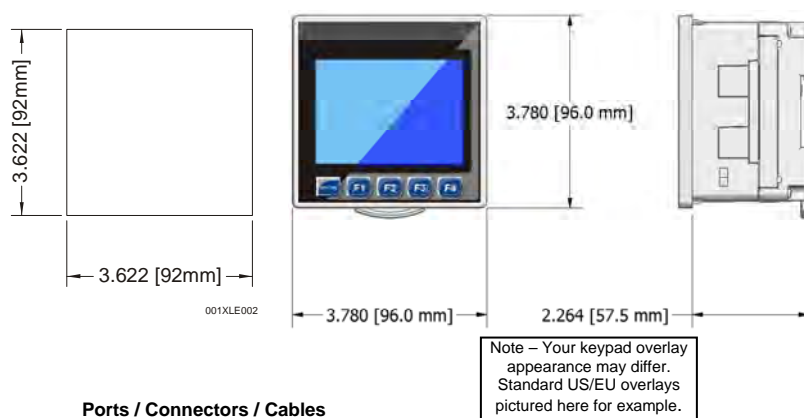 3.622 [92mm]
3.622 [92mm]
001XLE002
3.780 [96.0 mm]
F1 F2 F3 F4
3.780 [96.0 mm]
2.264 [57.5 mm]
Note – Your keypad overlay
appearance may differ.
Standard US/EU overlays
pictured here for example.
Ports / Connectors / Cables